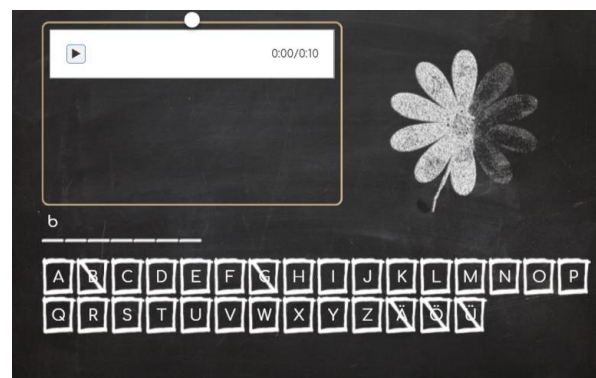 0:00/0:10
b
A B C D E F G H I J K L M N O P
Q R S T U V W X Y Z Ä Ö Ü